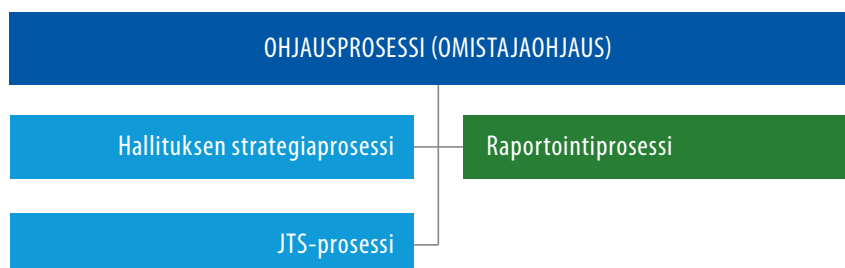 OHJAUSPROSESSI (OMISTAJAOHJAUS)
Hallituksen strategiaprosessi
Raportointiprosessi
JTS-prosessi